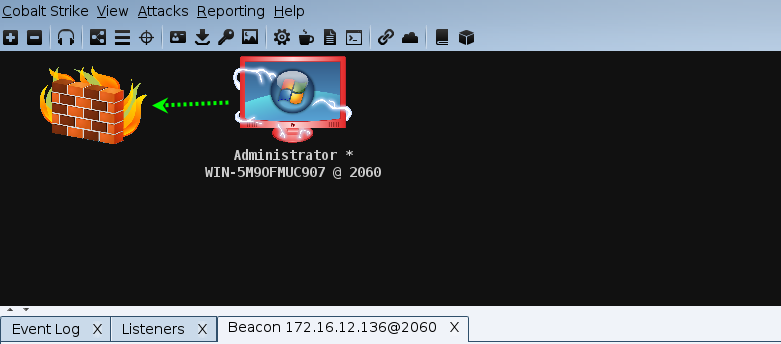 Cobalt Strike View Attacks Reporting Help
Administrator *
WIN-5M9OFMUC907 @ 2060
Event Log X Listeners X Beacon 172.16.12.136@2060 X